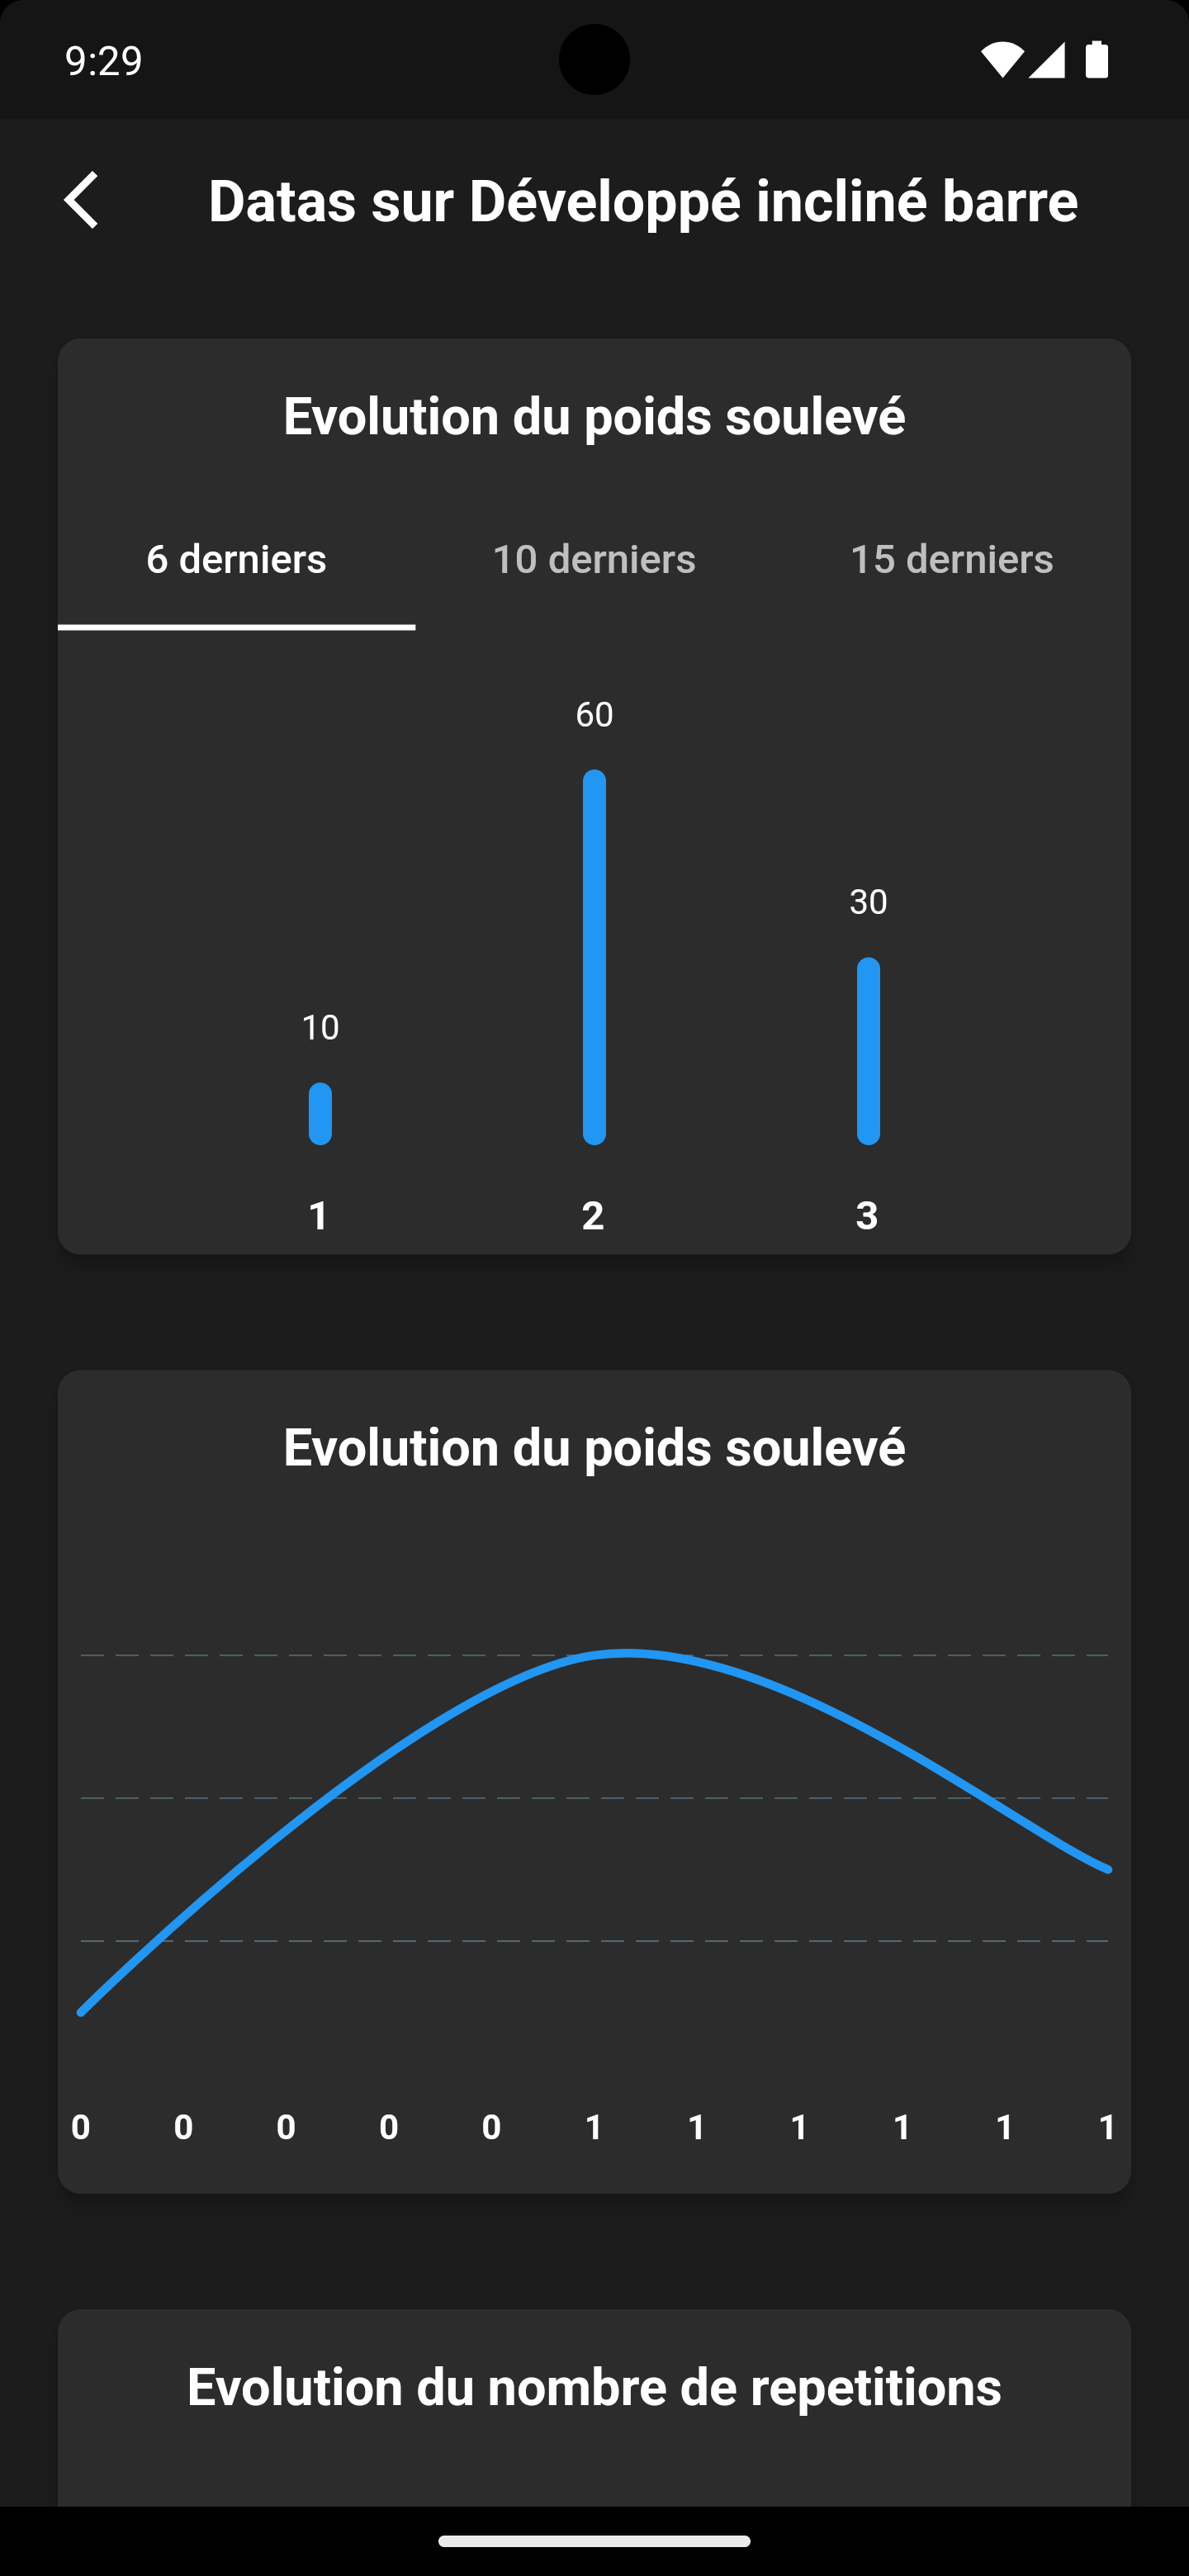 9:29
Datas sur Développé incliné barre
Evolution du poids soulevé
6 derniers 10 derniers 15 derniers
60
30
10
1 2 3
Evolution du poids soulevé
0 0 0 0 0 1 1 1 1 1 1
Evolution du nombre de repetitions